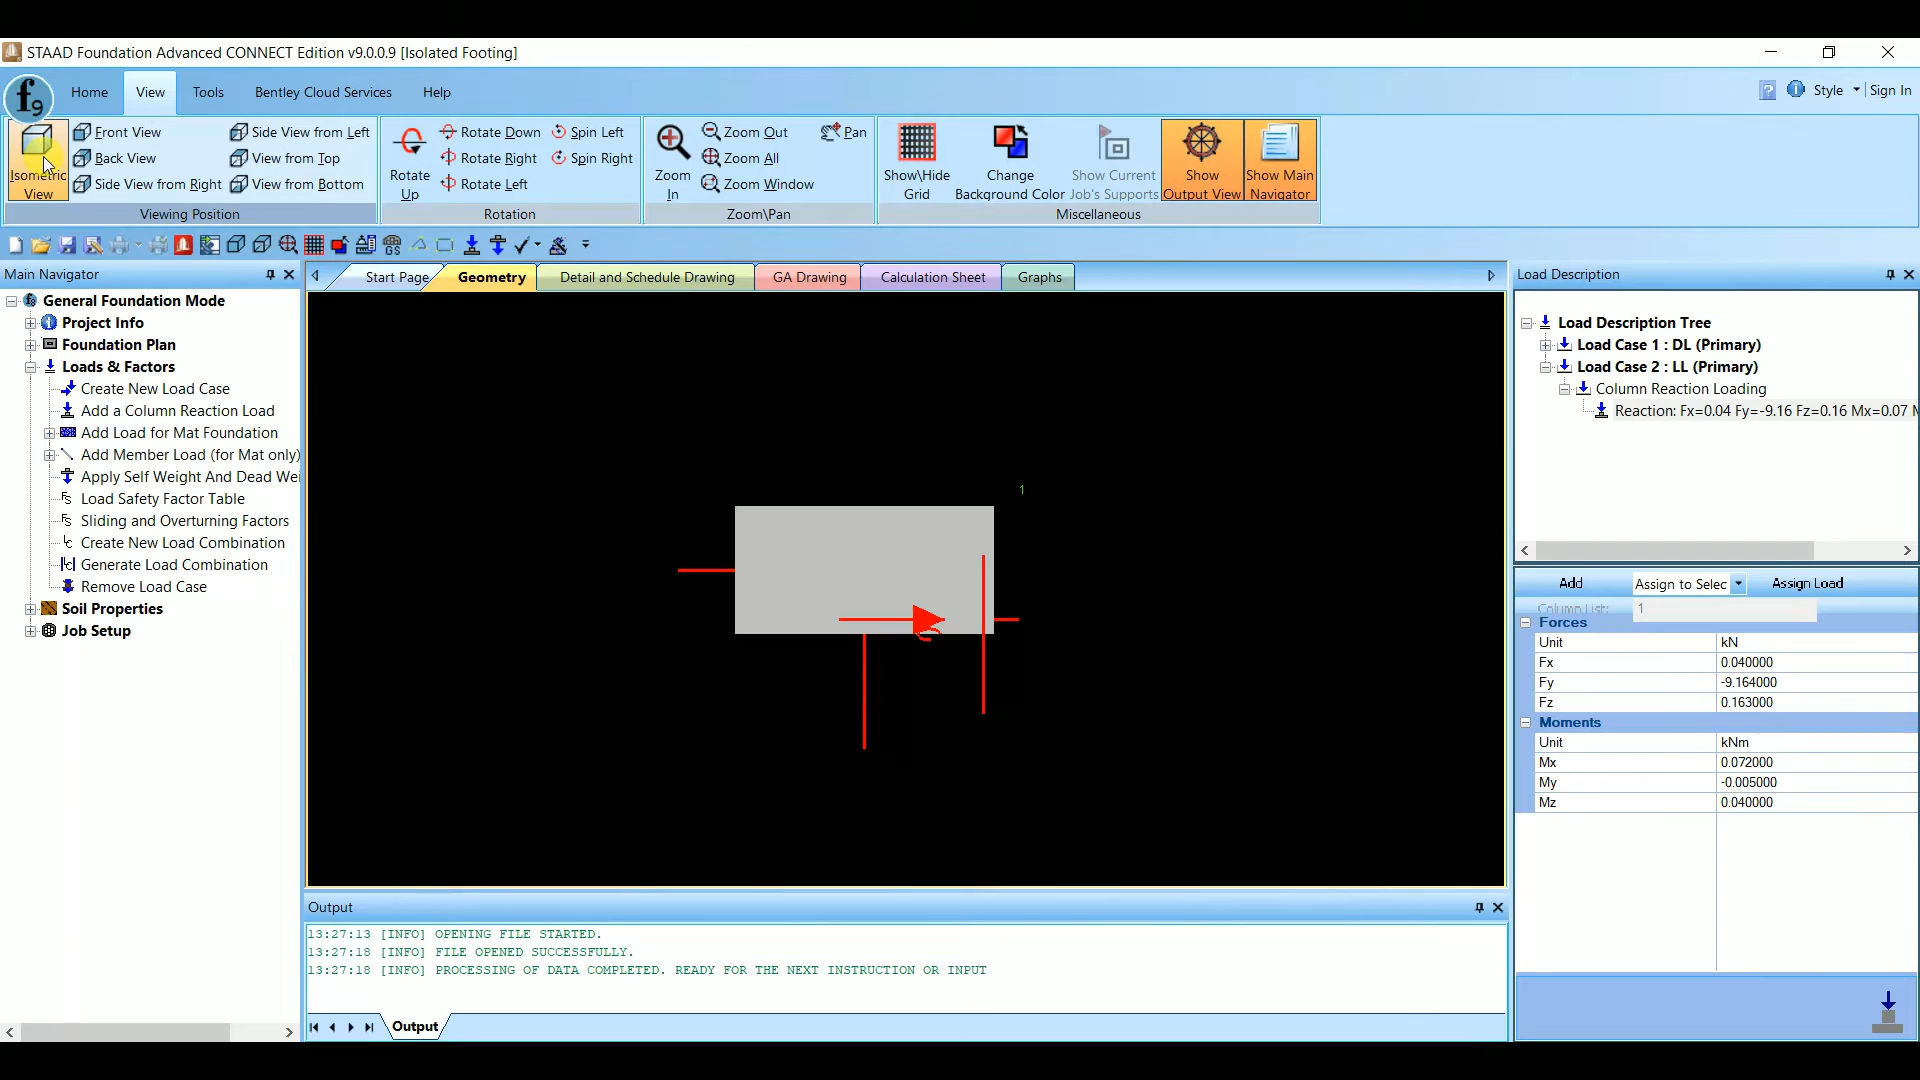 STAAD Foundation Advanced CONNECT Edition v9.0.0.9 [Isolated Footing]
f9
Home
View
Tools
Bentley Cloud Services
Help
Style
Sign In
Isometric View
Front View
Back View
Side View from Right
Side View from Left
View from Top
View from Bottom
Viewing Position
Rotate Up
Rotate Down
Rotate Right
Rotate Left
Spin Left
Spin Right
Rotation
Zoom In
Zoom Out
Zoom All
Zoom Window
Pan
Zoom\Pan
Show\Hide Grid
Change Background Color
Show Current Job's Supports
Show Output View
Show Main Navigator
Miscellaneous
GS
Main Navigator
General Foundation Mode
Project Info
Foundation Plan
Loads & Factors
Create New Load Case
Add a Column Reaction Load
Add Load for Mat Foundation
Add Member Load (for Mat only)
Apply Self Weight And Dead Wei
Load Safety Factor Table
Sliding and Overturning Factors
Create New Load Combination
Generate Load Combination
Remove Load Case
Soil Properties
Job Setup
Start Page
Geometry
Detail and Schedule Drawing
GA Drawing
Calculation Sheet
Graphs
1
Output
13:27:13 [INFO] OPENING FILE STARTED.
13:27:18 [INFO] FILE OPENED SUCCESSFULLY.
13:27:18 [INFO] PROCESSING OF DATA COMPLETED. READY FOR THE NEXT INSTRUCTION OR INPUT
Output
Load Description
Load Description Tree
Load Case 1 : DL (Primary)
Load Case 2 : LL (Primary)
Column Reaction Loading
Reaction: Fx=0.04 Fy=-9.16 Fz=0.16 Mx=0.07 M
Add
Assign to Selec
Assign Load
Column List:
1
Forces
Unit kN
Fx 0.040000
Fy -9.164000
Fz 0.163000
Moments
Unit kNm
Mx 0.072000
My -0.005000
Mz 0.040000